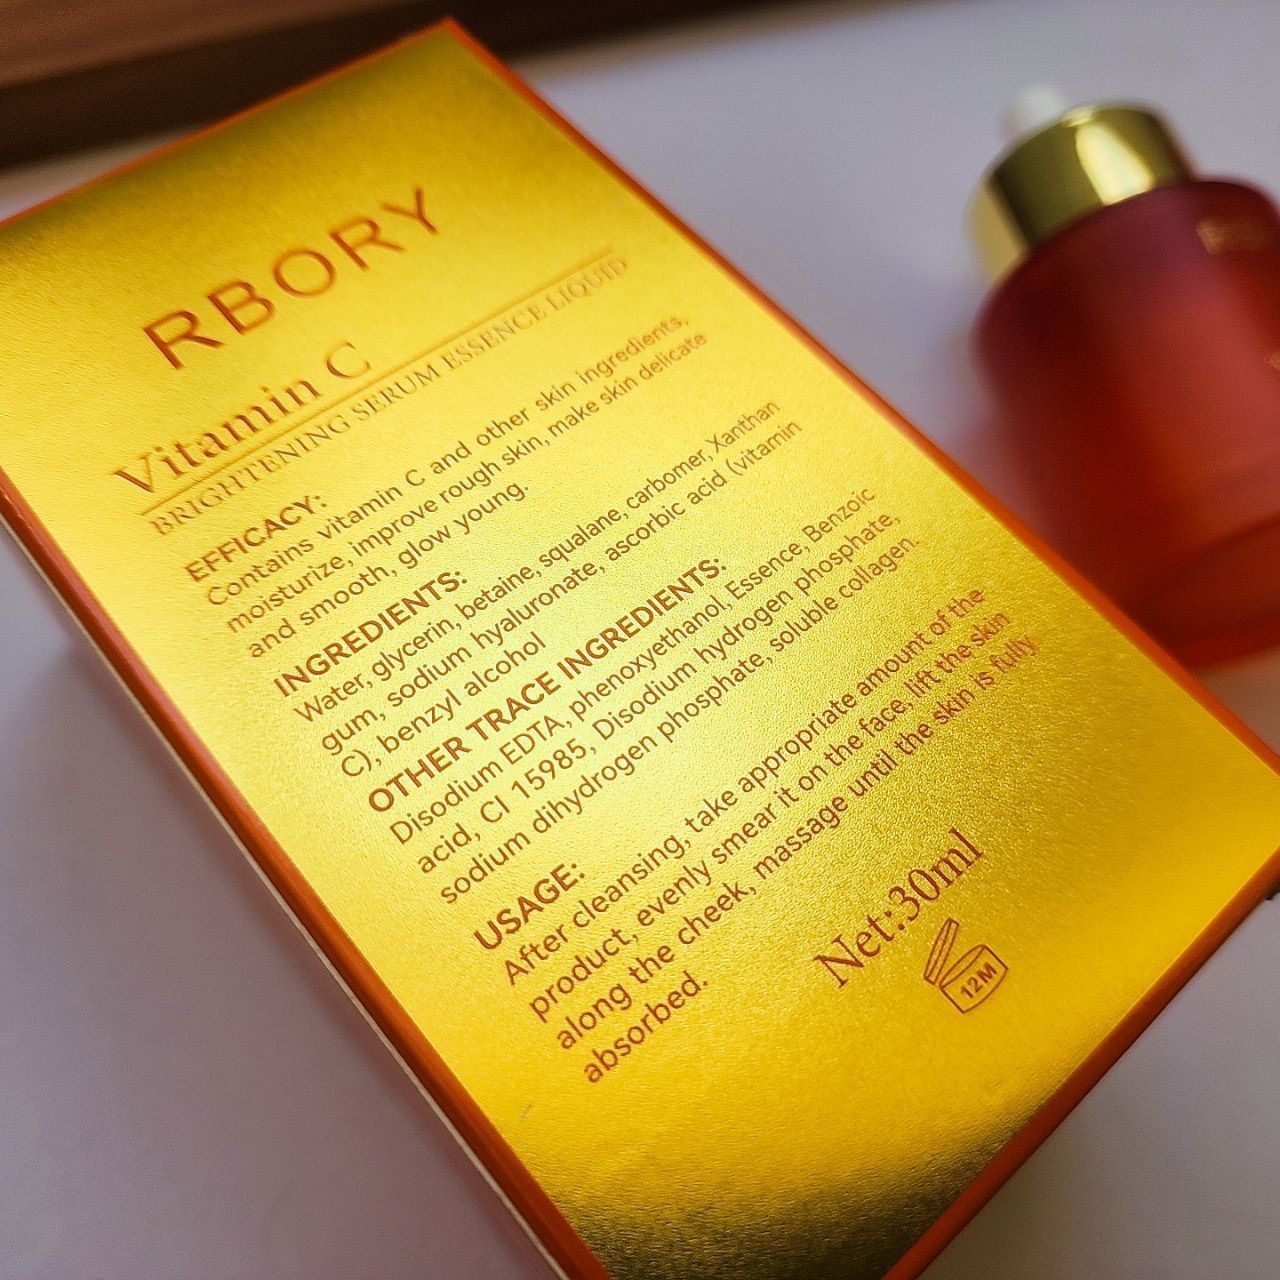 RBORY
Vitamin C
BRIGHTENING SERUM ESSENCE LIQUID
EFFICACY:
Contains vitamin C and other skin ingredients,
moisturize, improve rough skin, make skin delicate
and smooth, glow young.
INGREDIENTS:
Water, glycerin, betaine, squalane, carbomer, Xanthan
gum, sodium hyaluronate, ascorbic acid (vitamin
C), benzyl alcohol
OTHER TRACE INGREDIENTS:
Disodium EDTA, phenoxyethanol, Essence, Benzoic
acid, CI 15985, Disodium hydrogen phosphate,
sodium dihydrogen phosphate, soluble collagen.
USAGE:
After cleansing, take appropriate amount of the
product, evenly smear it on the face, lift the skin
along the cheek, massage until the skin is fully
absorbed.
Net:30ml
12M